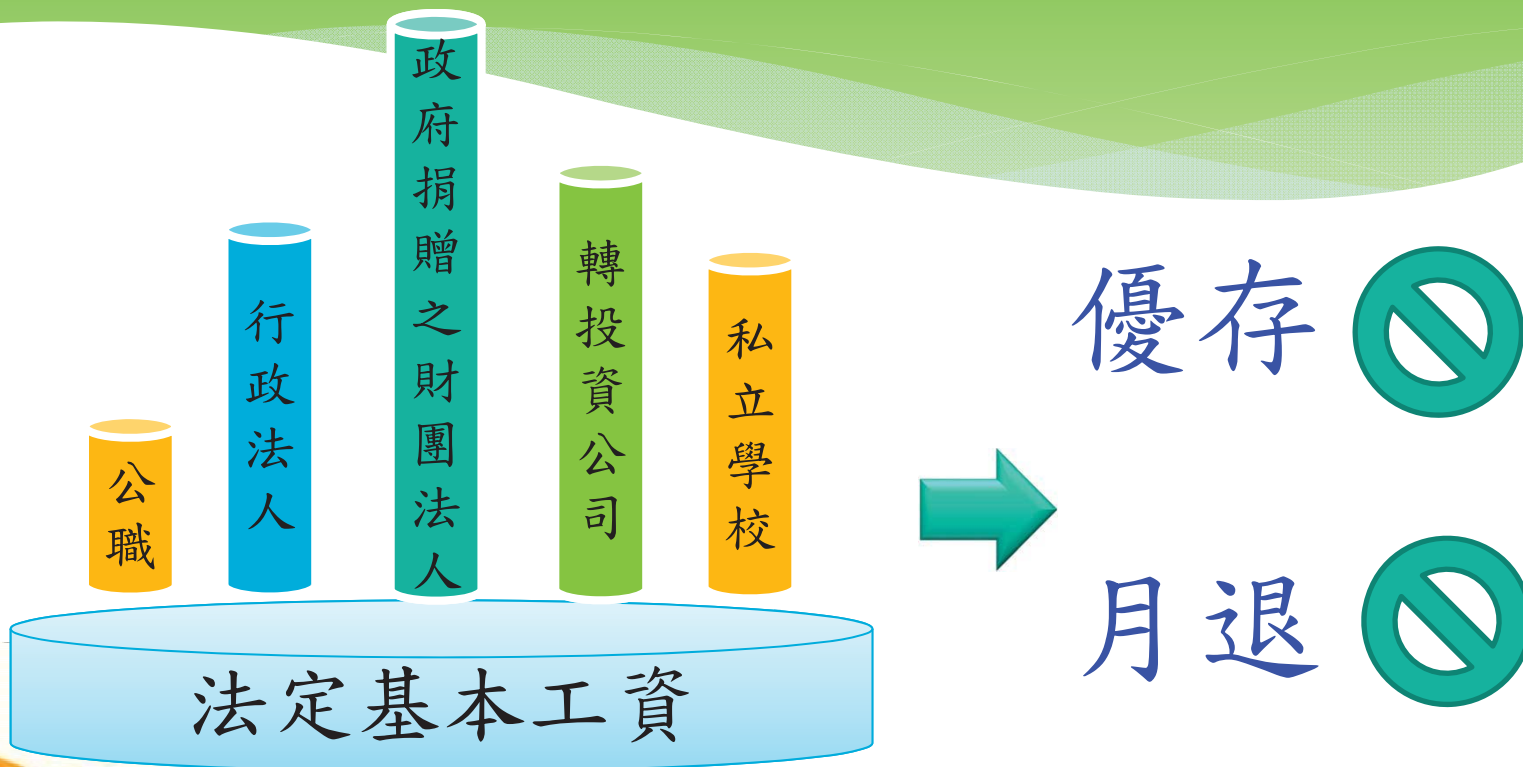 公職
行政法人
政府捐贈之財團法人
轉投資公司
私立學校
法定基本工資
優存
月退